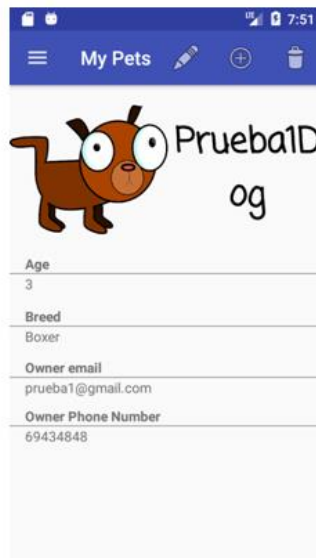 LTE 7:51
My Pets
Prueba1D
og
Age
3
Breed
Boxer
Owner email
prueba1@gmail.com
Owner Phone Number
69434848